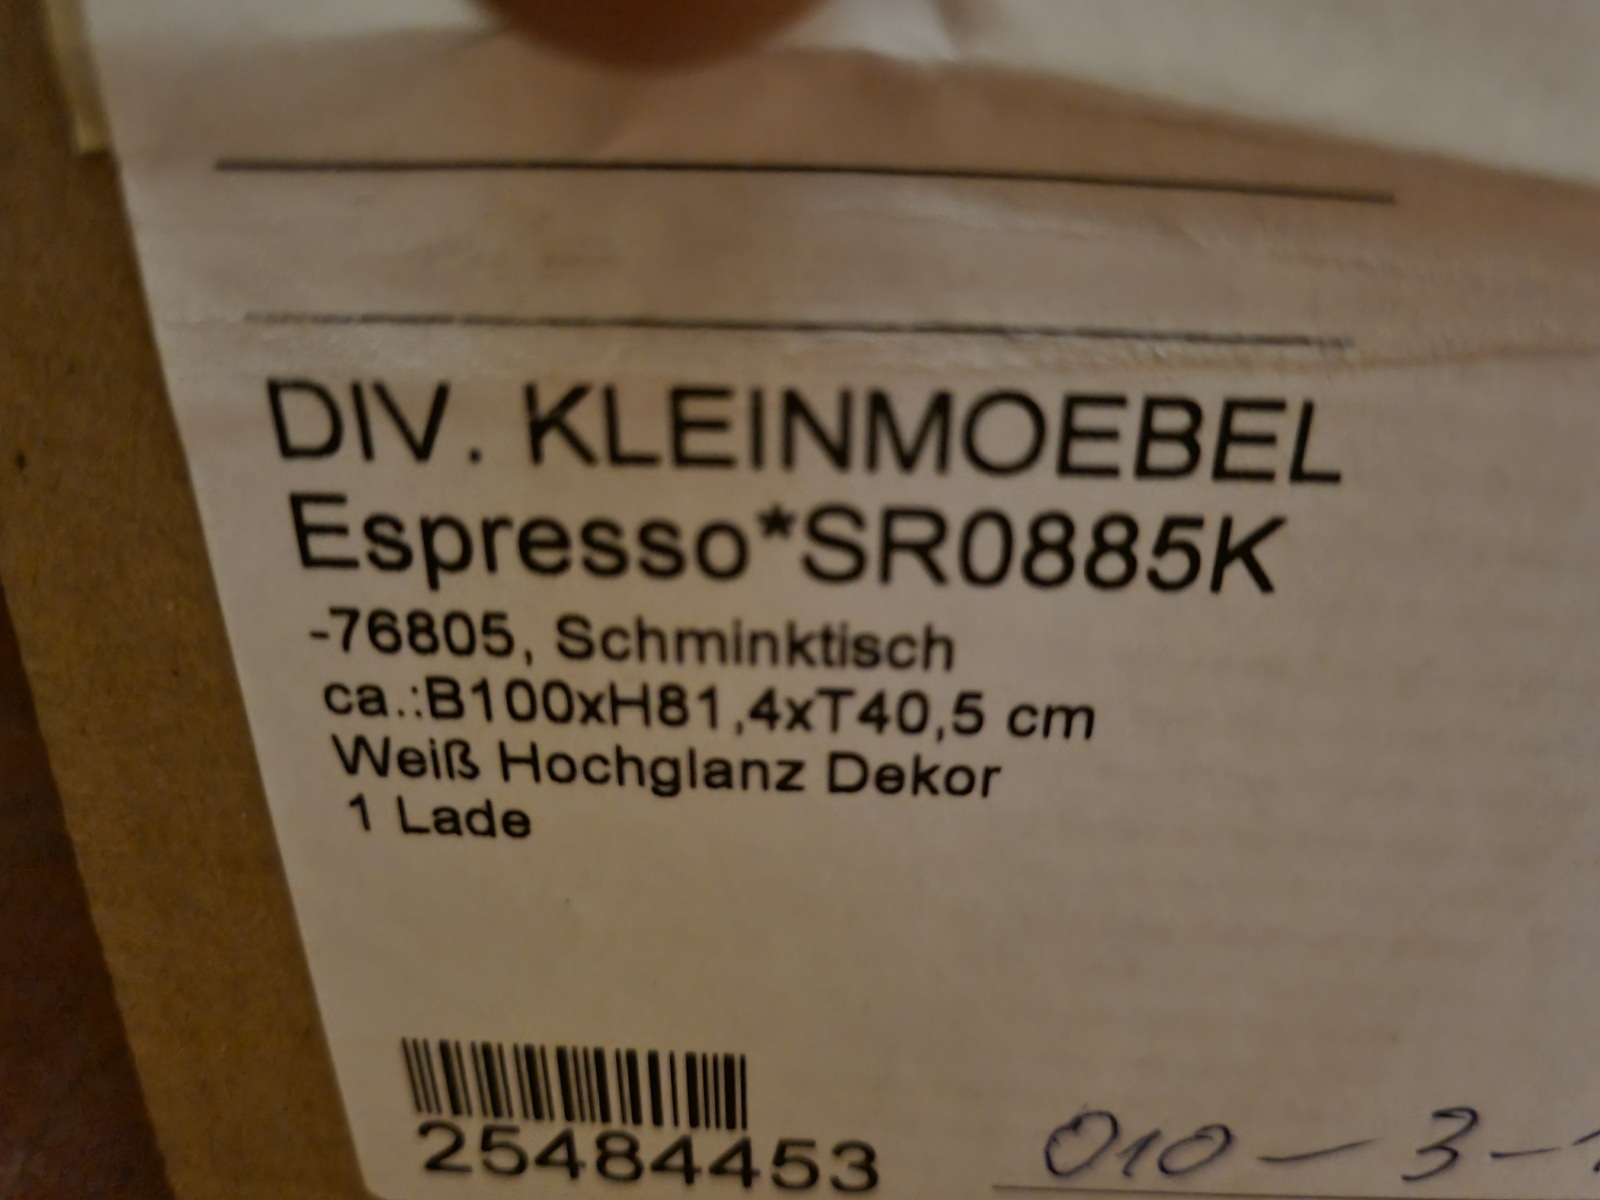 DIV. KLEINMOEBEL
Espresso*SR0885K
-76805, Schminktisch
ca.:B100xH81,4xT40,5 cm
Weiß Hochglanz Dekor
1 Lade
25484453
010 - 3 -